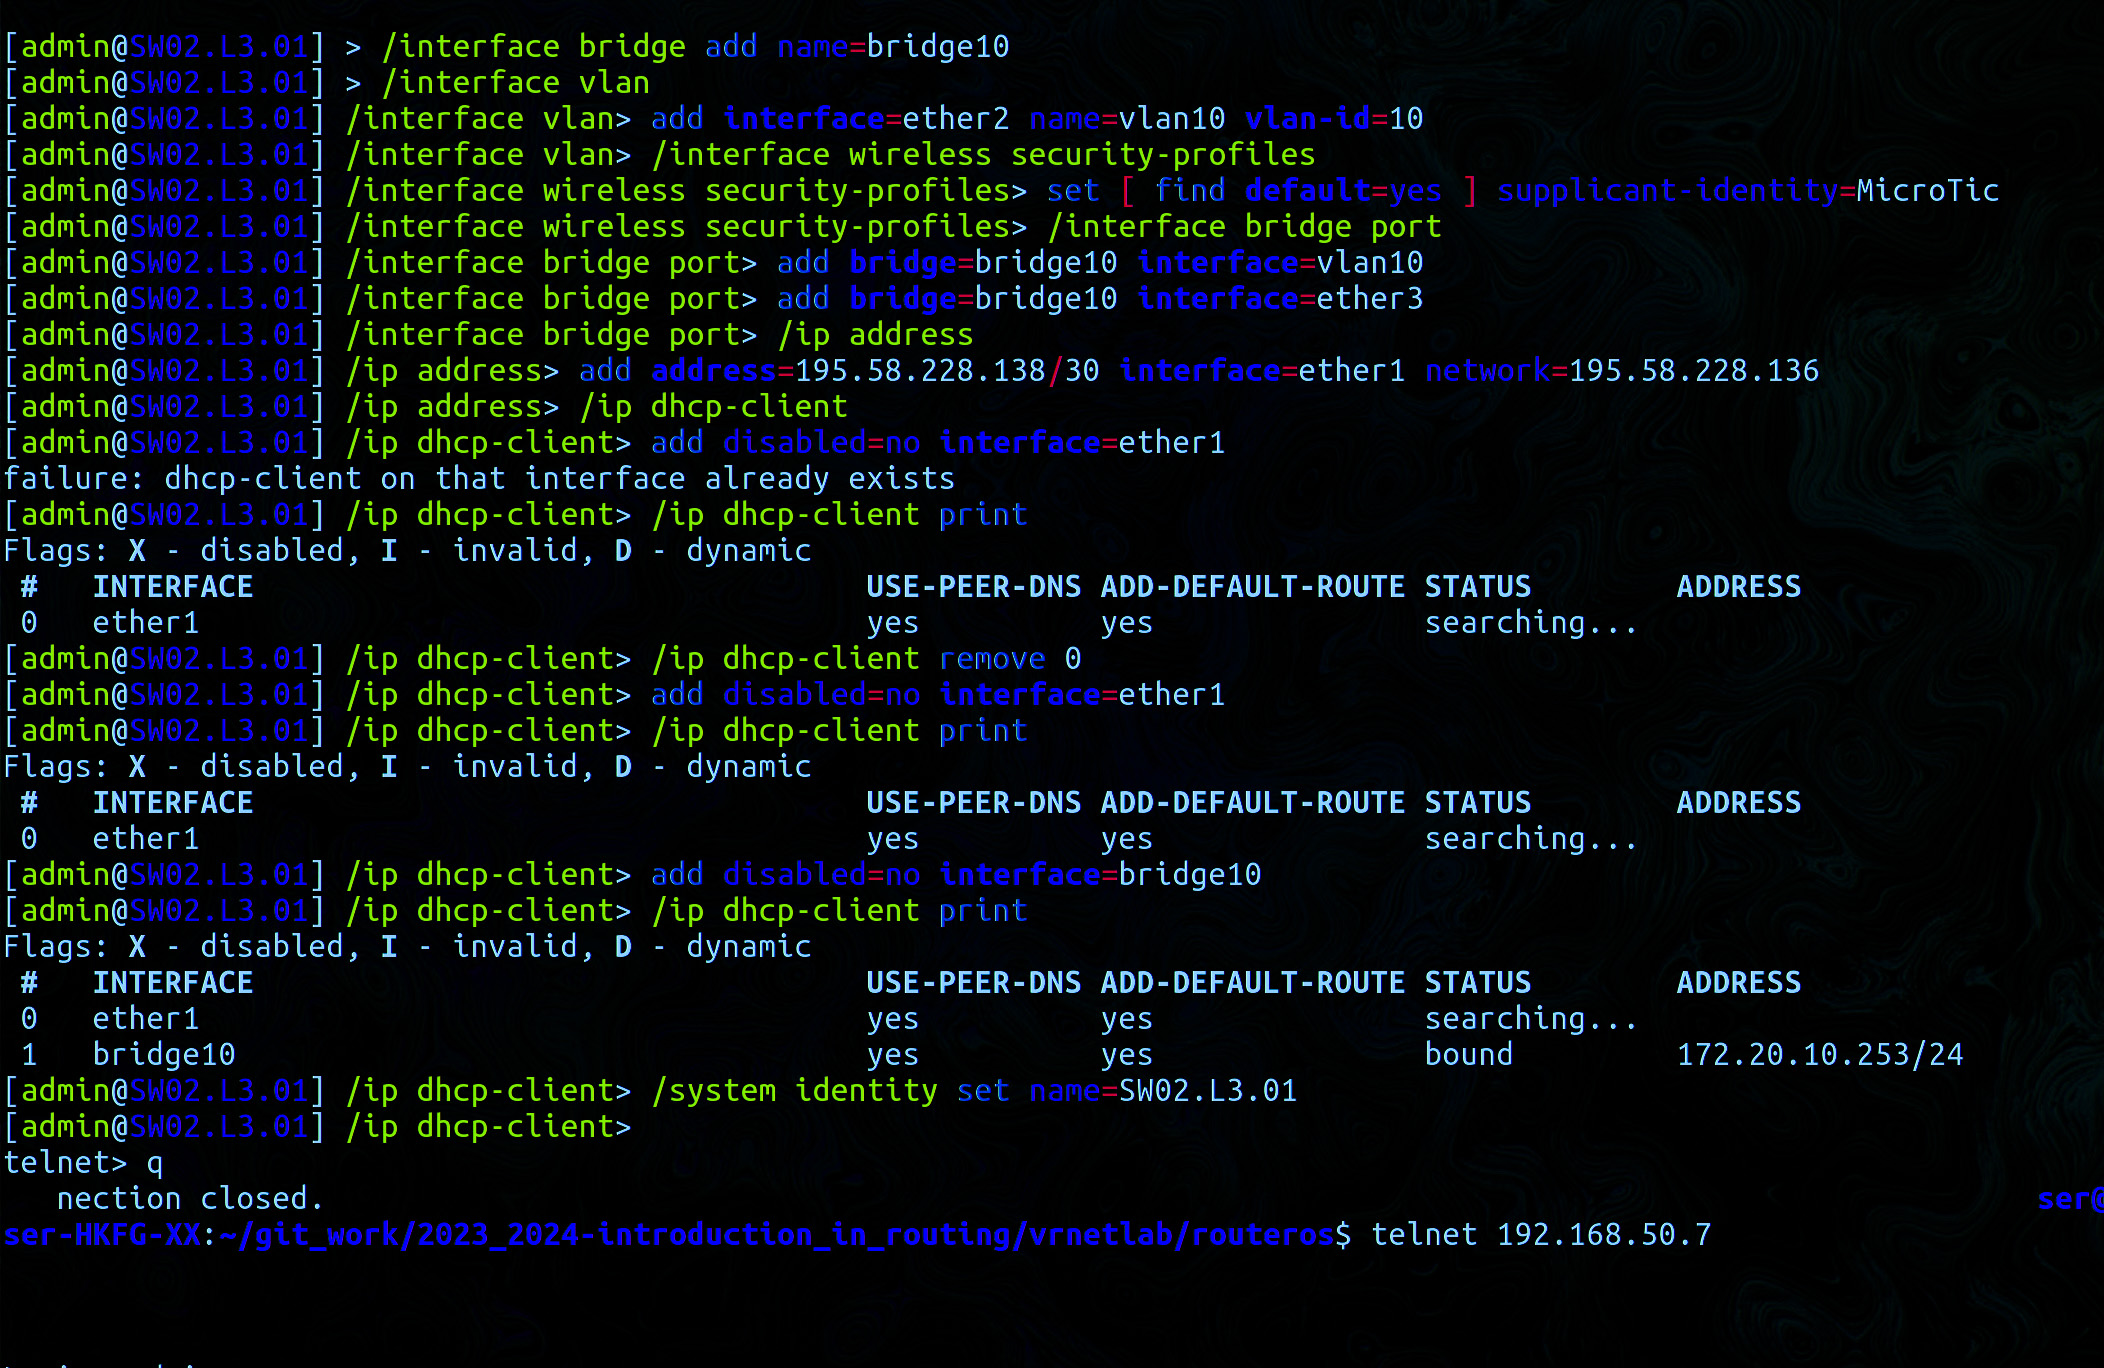 [admin@SW02.L3.01] > /interface bridge add name=bridge10
[admin@SW02.L3.01] > /interface vlan
[admin@SW02.L3.01] /interface vlan> add interface=ether2 name=vlan10 vlan-id=10
[admin@SW02.L3.01] /interface vlan> /interface wireless security-profiles
[admin@SW02.L3.01] /interface wireless security-profiles> set [ find default=yes ] supplicant-identity=MicroTic
[admin@SW02.L3.01] /interface wireless security-profiles> /interface bridge port
[admin@SW02.L3.01] /interface bridge port> add bridge=bridge10 interface=vlan10
[admin@SW02.L3.01] /interface bridge port> add bridge=bridge10 interface=ether3
[admin@SW02.L3.01] /interface bridge port> /ip address
[admin@SW02.L3.01] /ip address> add address=195.58.228.138/30 interface=ether1 network=195.58.228.136
[admin@SW02.L3.01] /ip address> /ip dhcp-client
[admin@SW02.L3.01] /ip dhcp-client> add disabled=no interface=ether1
failure: dhcp-client on that interface already exists
[admin@SW02.L3.01] /ip dhcp-client> /ip dhcp-client print
Flags: X - disabled, I - invalid, D - dynamic
# INTERFACE USE-PEER-DNS ADD-DEFAULT-ROUTE STATUS ADDRESS
0 ether1 yes yes searching...
[admin@SW02.L3.01] /ip dhcp-client> /ip dhcp-client remove 0
[admin@SW02.L3.01] /ip dhcp-client> add disabled=no interface=ether1
[admin@SW02.L3.01] /ip dhcp-client> /ip dhcp-client print
Flags: X - disabled, I - invalid, D - dynamic
# INTERFACE USE-PEER-DNS ADD-DEFAULT-ROUTE STATUS ADDRESS
0 ether1 yes yes searching...
[admin@SW02.L3.01] /ip dhcp-client> add disabled=no interface=bridge10
[admin@SW02.L3.01] /ip dhcp-client> /ip dhcp-client print
Flags: X - disabled, I - invalid, D - dynamic
# INTERFACE USE-PEER-DNS ADD-DEFAULT-ROUTE STATUS ADDRESS
0 ether1 yes yes searching...
1 bridge10 yes yes bound 172.20.10.253/24
[admin@SW02.L3.01] /ip dhcp-client> /system identity set name=SW02.L3.01
[admin@SW02.L3.01] /ip dhcp-client>
telnet> q
nection closed. ser@
ser-HKFG-XX:~/git_work/2023_2024-introduction_in_routing/vrnetlab/routeros$ telnet 192.168.50.7